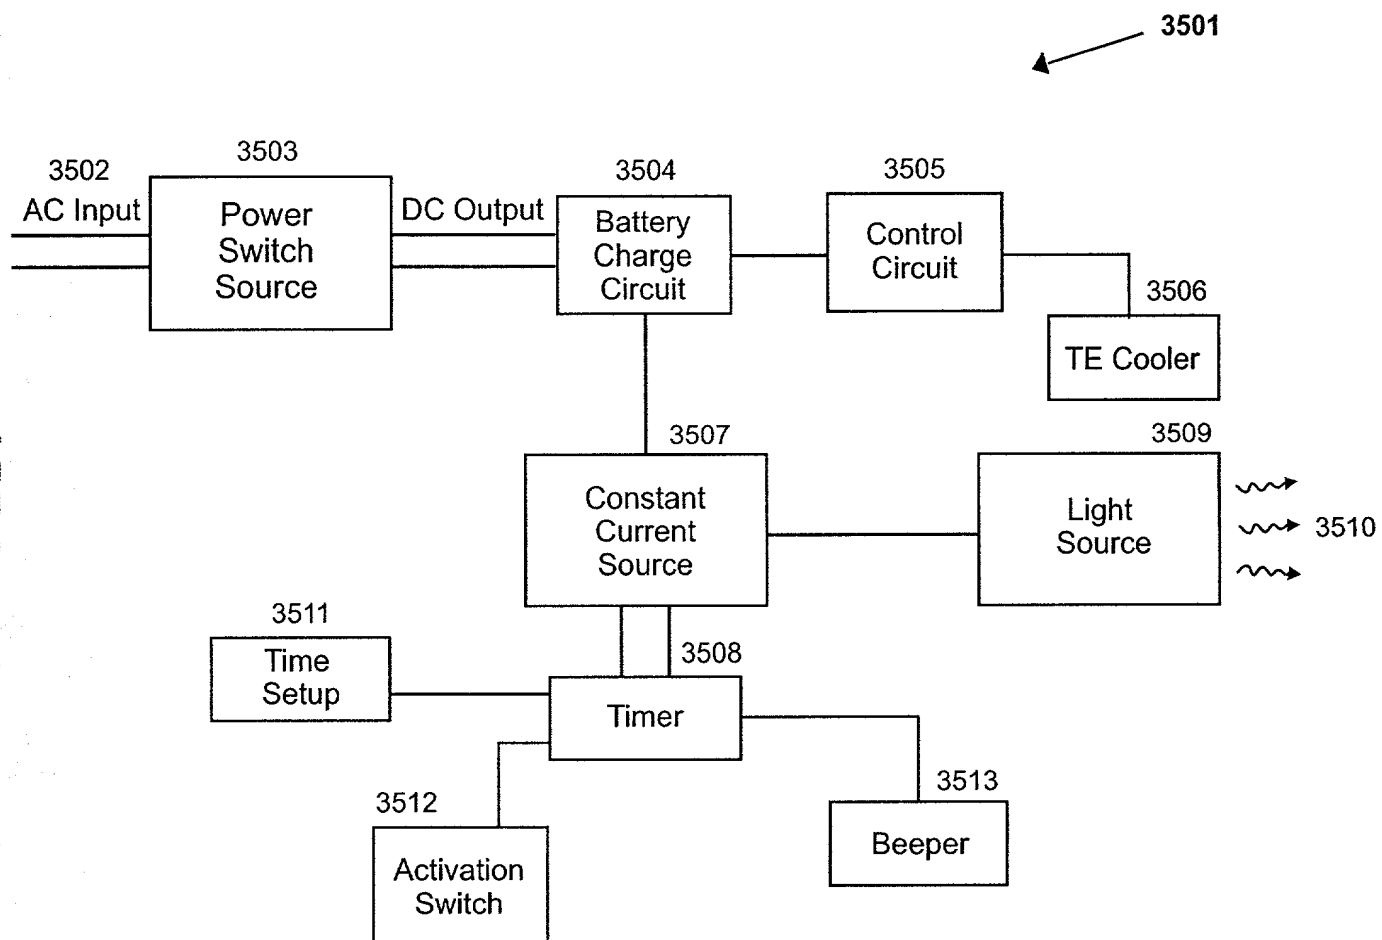 3501
3502
AC Input
3503
Power
Switch
Source
DC Output
3504
Battery
Charge
Circuit
3505
Control
Circuit
3506
TE Cooler
3507
Constant
Current
Source
3509
Light
Source
3510
3511
Time
Setup
3508
Timer
3512
Activation
Switch
3513
Beeper